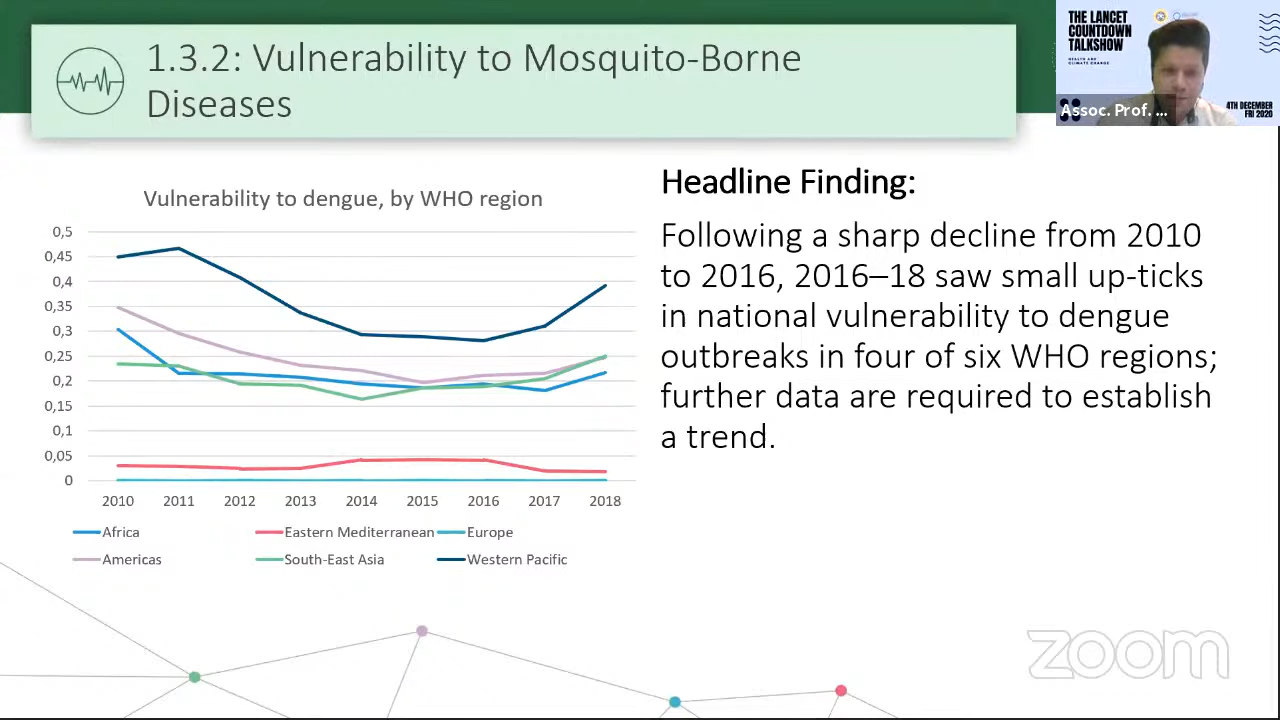 1.3.2: Vulnerability to Mosquito-Borne
Diseases
THE LANCET
COUNTDOWN
TALKSHOW
HEALTH AND
CLIMATE CHANGE
Assoc. Prof. ...
4TH DECEMBER
FRI 2020
Vulnerability to dengue, by WHO region
0,5
0,45
0,4
0,35
0,3
0,25
0,2
0,15
0,1
0,05
0
2010 2011 2012 2013 2014 2015 2016 2017 2018
Africa Eastern Mediterranean Europe
Americas South-East Asia Western Pacific
Headline Finding:
Following a sharp decline from 2010
to 2016, 2016–18 saw small up-ticks
in national vulnerability to dengue
outbreaks in four of six WHO regions;
further data are required to establish
a trend.
zoom